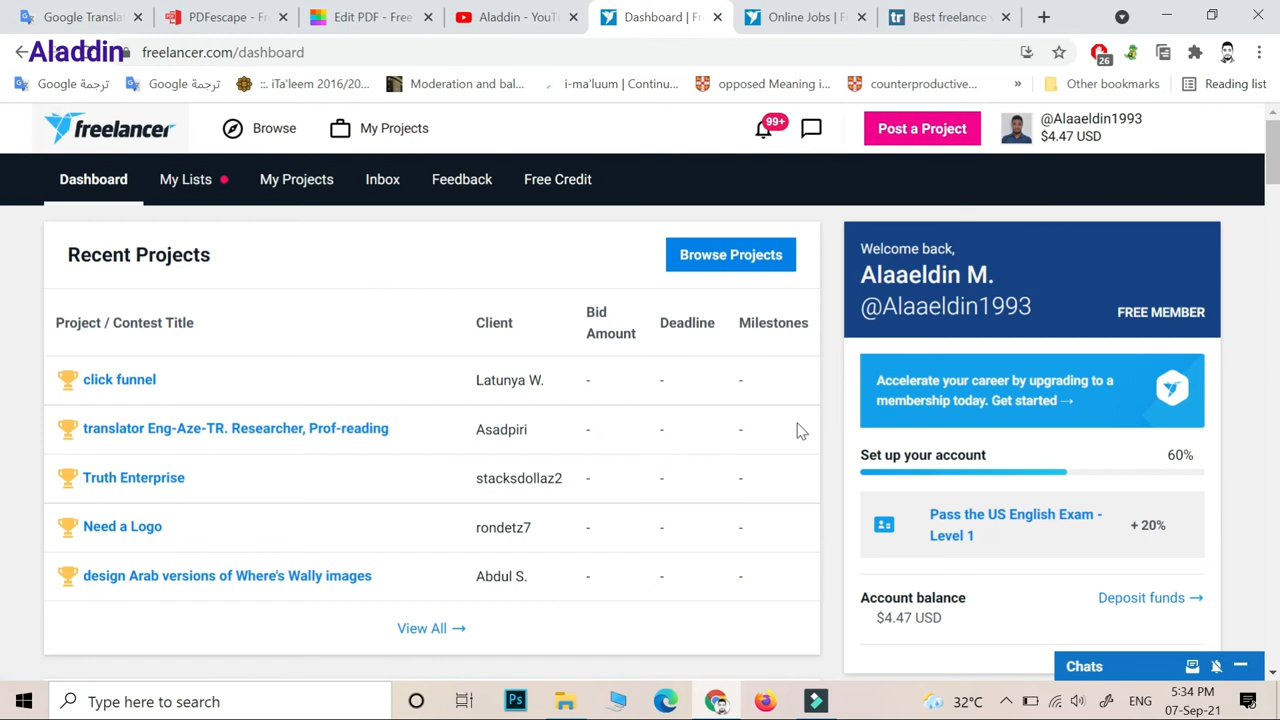 Google Transla
PDFescape - Fr
Edit PDF - Free
Aladdin - YouT
Dashboard | Fr
Online Jobs | Fr
Best freelance w
Aladdin
freelancer.com/dashboard
26
ترجمة Google
ترجمة Google
::. iTa'leem 2016/20...
Moderation and bal...
i-ma'luum | Continu...
opposed Meaning i...
counterproductive...
»
Other bookmarks
Reading list
freelancer
Browse
My Projects
99+
Post a Project
@Alaaeldin1993
$4.47 USD
Dashboard
My Lists
My Projects
Inbox
Feedback
Free Credit
Recent Projects
Browse Projects
Project / Contest Title
Client
Bid Amount
Deadline
Milestones
click funnel Latunya W. - - -
translator Eng-Aze-TR. Researcher, Prof-reading Asadpiri - - -
Truth Enterprise stacksdollaz2 - - -
Need a Logo rondetz7 - - -
design Arab versions of Where's Wally images Abdul S. - - -
View All →
Welcome back,
Alaaeldin M.
@Alaaeldin1993
FREE MEMBER
Accelerate your career by upgrading to a
membership today. Get started →
Set up your account 60%
Pass the US English Exam -
Level 1
+ 20%
Account balance
Deposit funds →
$4.47 USD
Chats
Type here to search
Ps
32°C
ENG
5:34 PM
07-Sep-21